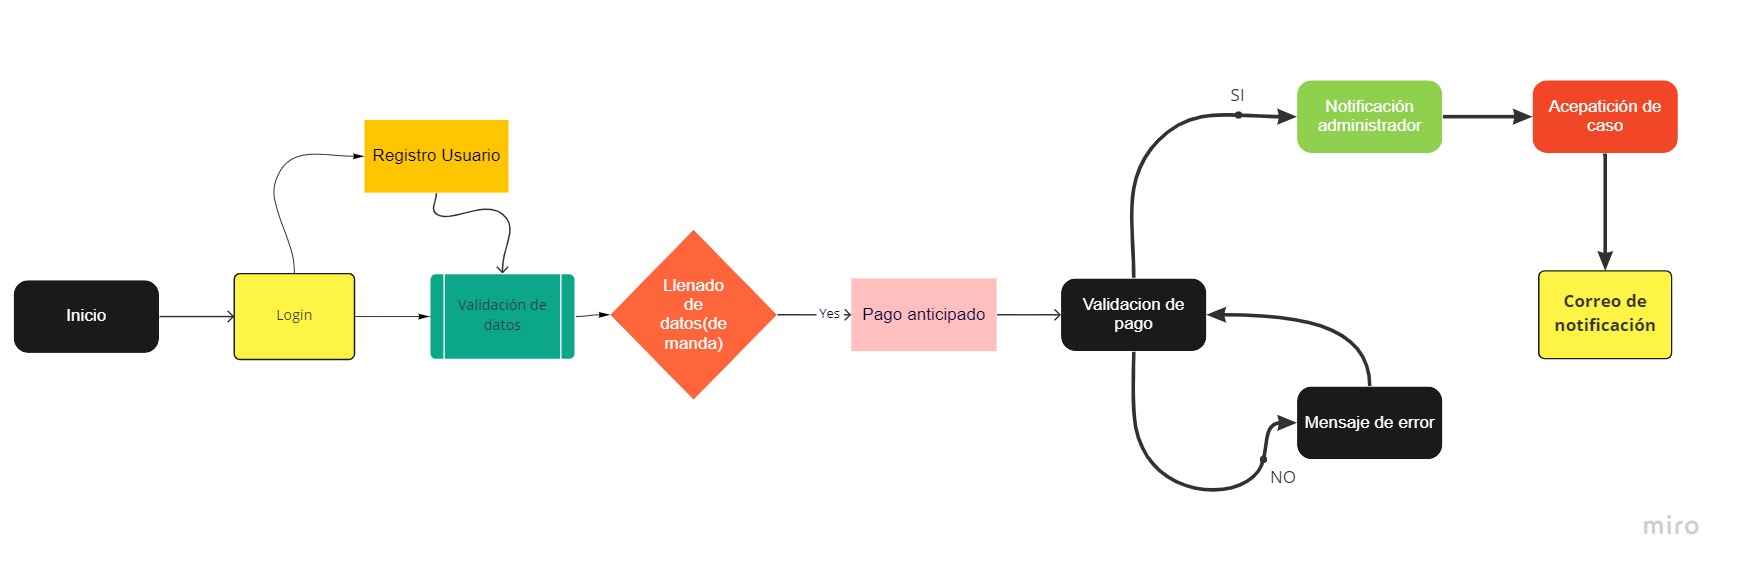 Inicio
Login
Registro Usuario
Validación de
datos
Llenado
de
datos(de
manda)
Yes
Pago anticipado
Validacion de
pago
SI
Notificación
administrador
Acepatición de
caso
Correo de
notificación
Mensaje de error
NO
miro